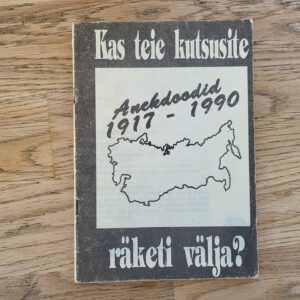 Kas teie kutsusite
Anekdoodid
1917 - 1990
räketi välja?